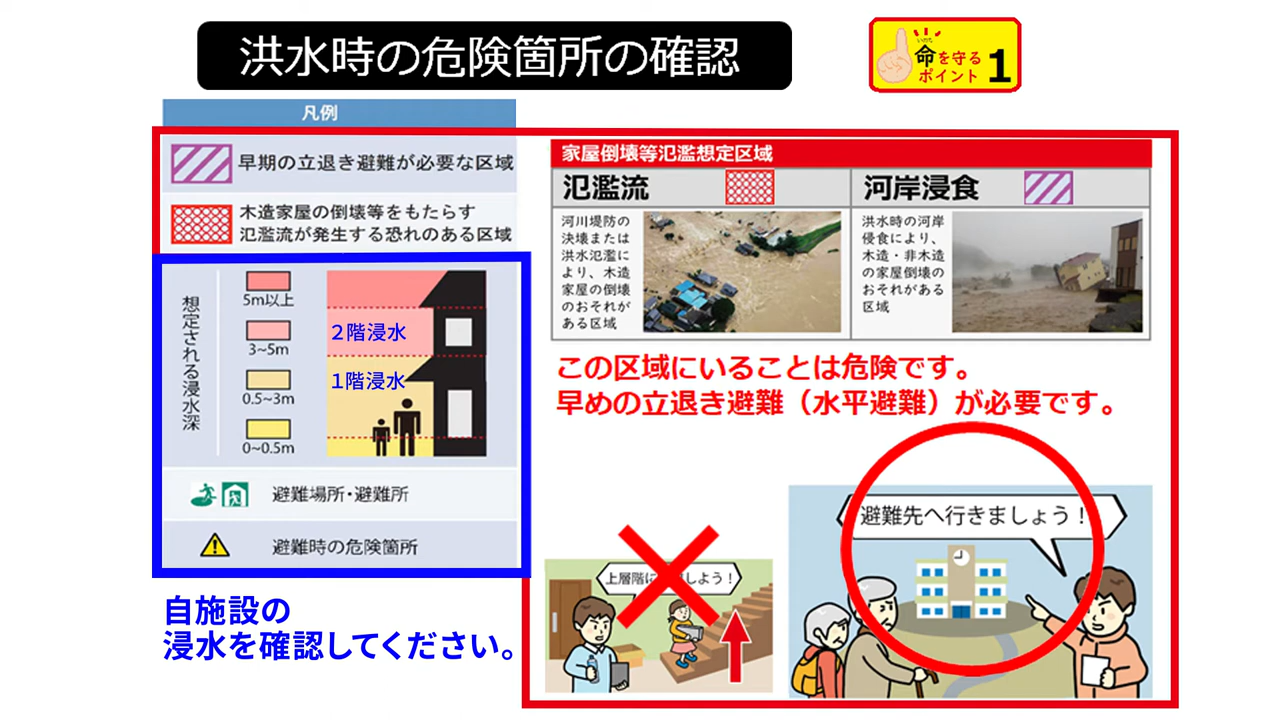 洪水時の危険箇所の確認
いのち
命を守る
ポイント 1
凡例
早期の立退き避難が必要な区域
木造家屋の倒壊等をもたらす
氾濫流が発生する恐れのある区域
想定される浸水深
5m以上
3~5m
0.5~3m
0~0.5m
2階浸水
1階浸水
避難場所・避難所
避難時の危険箇所
自施設の
浸水を確認してください。
家屋倒壊等氾濫想定区域
氾濫流
河川堤防の
決壊または
洪水氾濫に
より、木造
家屋の倒壊
のおそれが
ある区域
河岸浸食
洪水時の河岸
侵食により、
木造・非木造
の家屋倒壊の
おそれがある
区域
この区域にいることは危険です。
早めの立退き避難（水平避難）が必要です。
上層階に しよう！
避難先へ行きましょう！